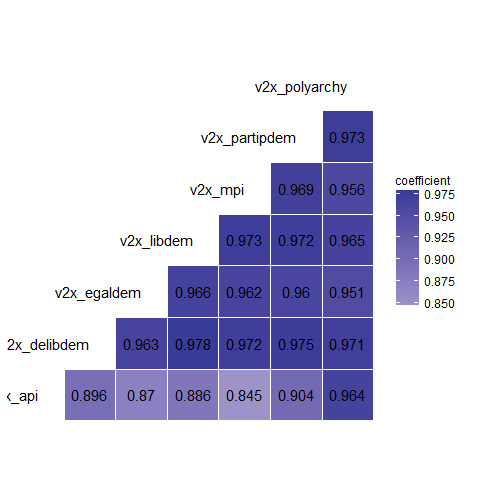 v2x_polyarchy
v2x_partipdem 0.973
v2x_mpi 0.969 0.956
v2x_libdem 0.973 0.972 0.965
v2x_egaldem 0.966 0.962 0.96 0.951
2x_delibdem 0.963 0.978 0.972 0.975 0.971
x_api 0.896 0.87 0.886 0.845 0.904 0.964
coefficient
0.975
0.950
0.925
0.900
0.875
0.850